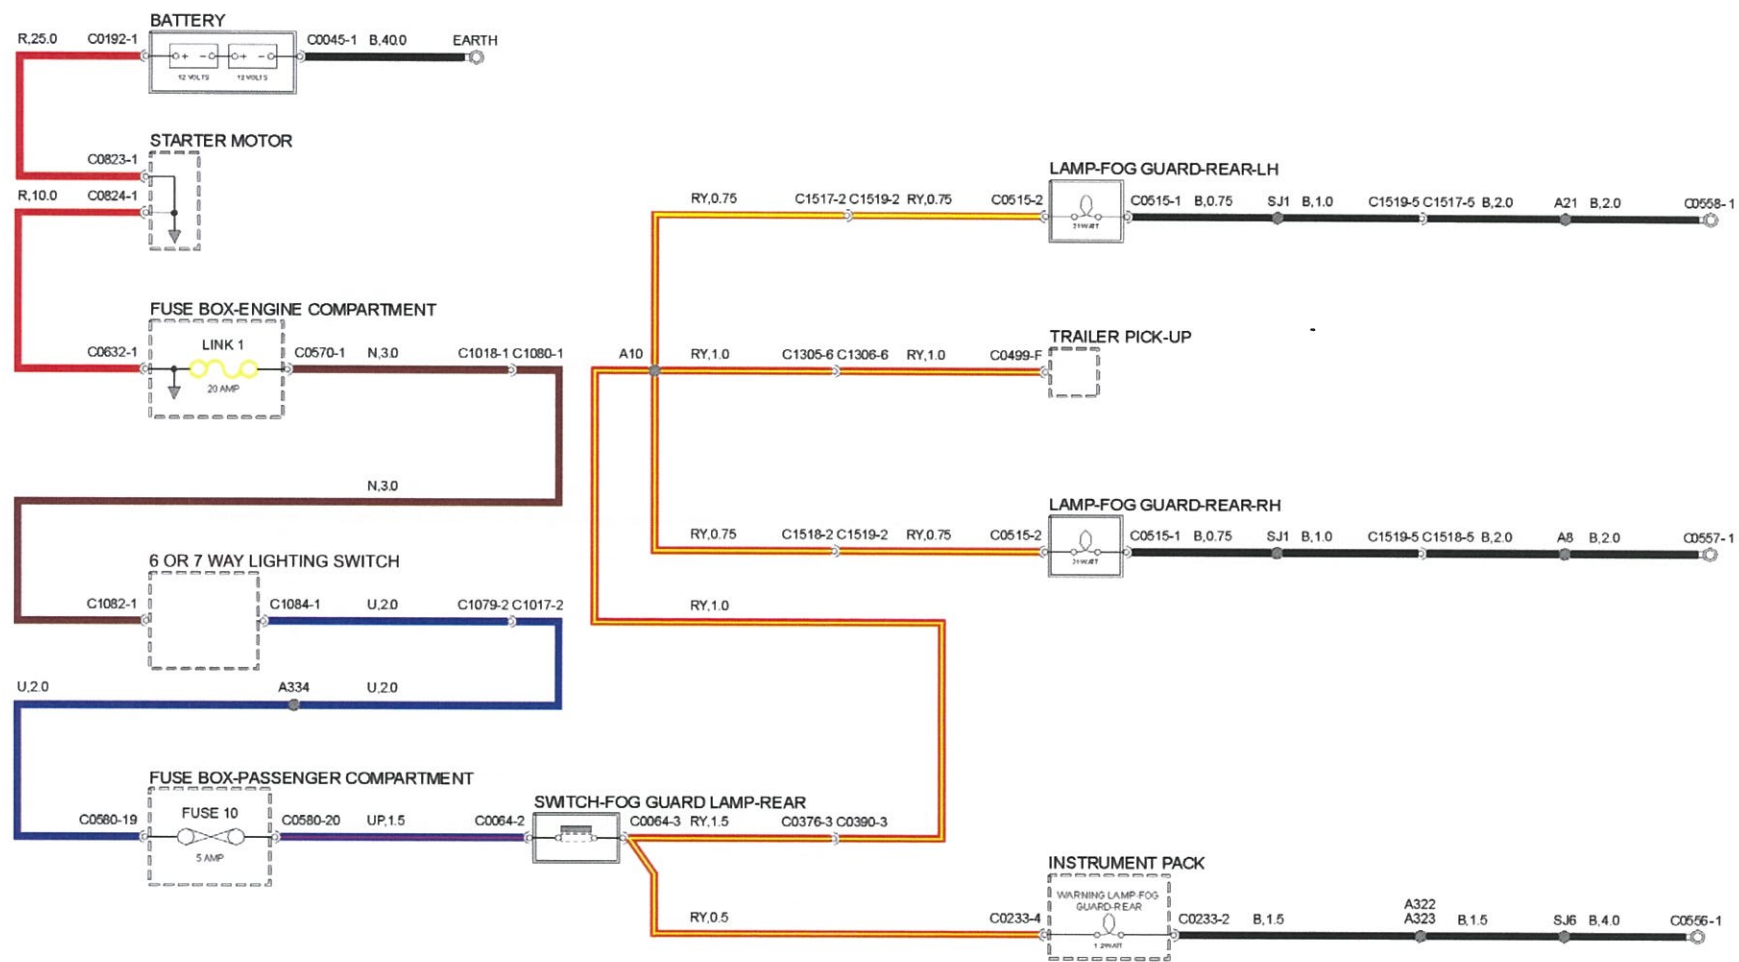 BATTERY
R,25.0 C0192-1 C0045-1 B,40.0 EARTH
12 VOLTS 12 VOLTS
STARTER MOTOR
C0823-1
R,10.0 C0824-1
LAMP-FOG GUARD-REAR-LH
RY,0.75 C1517-2 C1519-2 RY,0.75 C0515-2 C0515-1 B,0.75 SJ1 B,1.0 C1519-5 C1517-5 B,2.0 A21 B,2.0 C0558-1
21WATT
FUSE BOX-ENGINE COMPARTMENT
LINK 1
C0632-1 C0570-1 N,3.0 C1018-1 C1080-1
20 AMP
TRAILER PICK-UP
A10 RY,1.0 C1305-6 C1306-6 RY,1.0 C0499-F
N,3.0
LAMP-FOG GUARD-REAR-RH
RY,0.75 C1518-2 C1519-2 RY,0.75 C0515-2 C0515-1 B,0.75 SJ1 B,1.0 C1519-5 C1518-5 B,2.0 A8 B,2.0 C0557-1
21WATT
6 OR 7 WAY LIGHTING SWITCH
C1082-1 C1084-1 U,2.0 C1079-2 C1017-2
RY,1.0
U,2.0 A334 U,2.0
FUSE BOX-PASSENGER COMPARTMENT
FUSE 10
C0580-19 C0580-20 UP,1.5 C0064-2
5 AMP
SWITCH-FOG GUARD LAMP-REAR
C0064-3 RY,1.5 C0376-3 C0390-3
INSTRUMENT PACK
WARNING LAMP-FOG
GUARD-REAR
A322
RY,0.5 C0233-4 C0233-2 B,1.5 A323 B,1.5 SJ6 B,4.0 C0556-1
1.2WATT